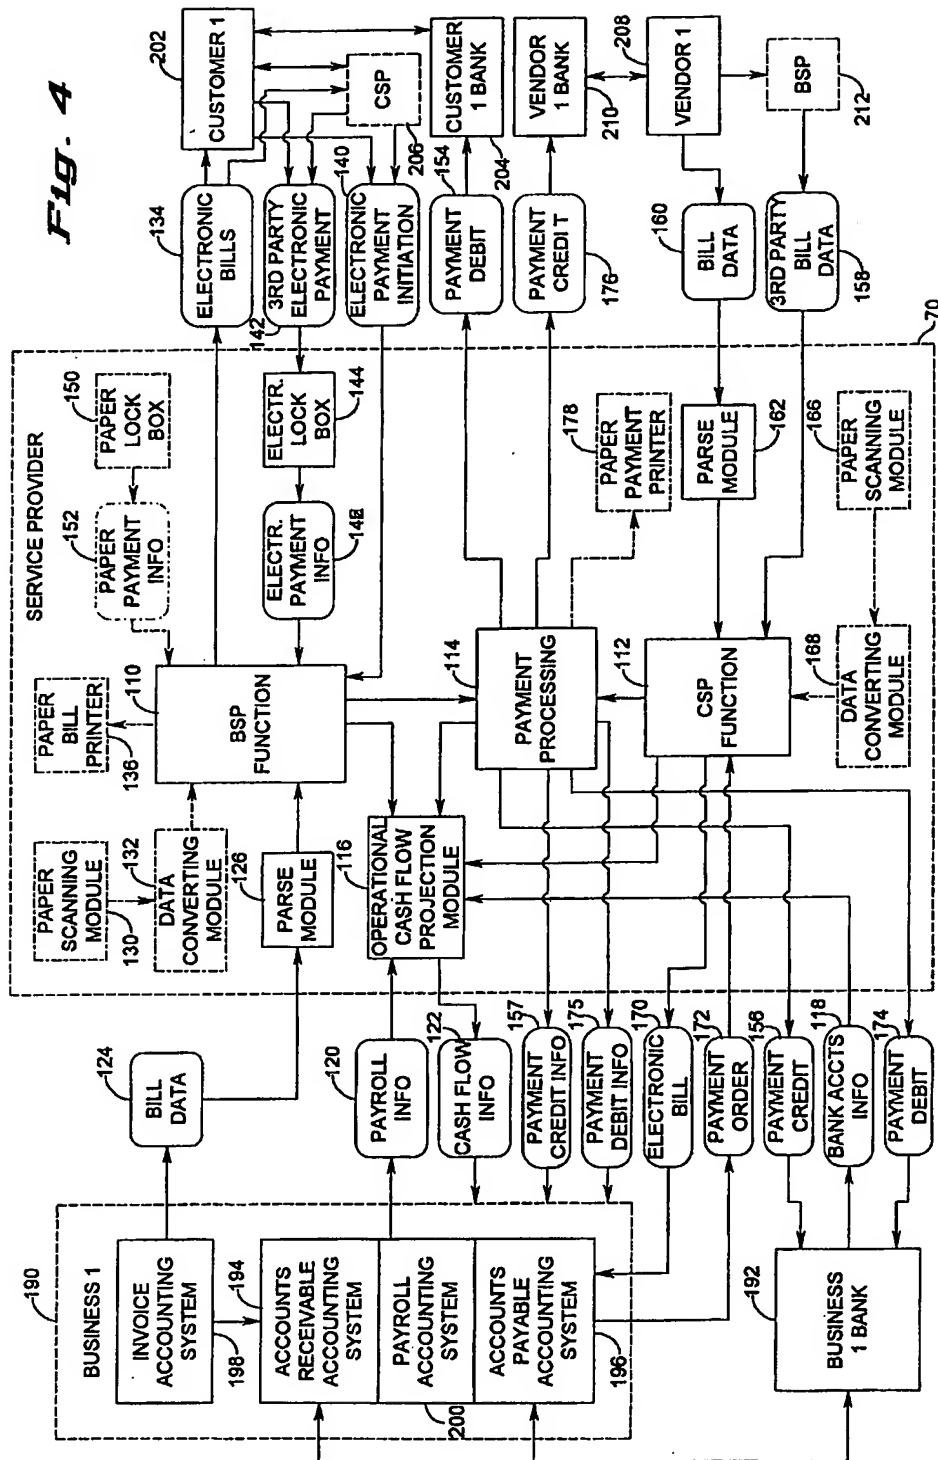 Fig. 4
190
BUSINESS 1
INVOICE
ACCOUNTING
SYSTEM
198
194
ACCOUNTS
RECEIVABLE
ACCOUNTING
SYSTEM
PAYROLL
ACCOUNTING
SYSTEM
200
ACCOUNTS
PAYABLE
ACCOUNTING
SYSTEM
196
192
BUSINESS
1 BANK
124
BILL
DATA
120
PAYROLL
INFO
122
CASH FLOW
INFO
157
PAYMENT
CREDIT INFO
175
PAYMENT
DEBIT INFO
170
ELECTRONIC
BILL
172
PAYMENT
ORDER
156
PAYMENT
CREDIT
118
BANK ACCTS
INFO
174
PAYMENT
DEBIT
SERVICE PROVIDER
70
PAPER
SCANNING
MODULE
130
132
DATA
CONVERTING
MODULE
126
PARSE
MODULE
116
OPERATIONAL
CASH FLOW
PROJECTION
MODULE
PAPER
BILL
PRINTER
136
110
BSP
FUNCTION
114
PAYMENT
PROCESSING
112
CSP
FUNCTION
168
DATA
CONVERTING
MODULE
150
PAPER
LOCK
BOX
152
PAPER
PAYMENT
INFO
144
ELECTR.
LOCK
BOX
148
ELECTR.
PAYMENT
INFO
178
PAPER
PAYMENT
PRINTER
162
PARSE
MODULE
166
PAPER
SCANNING
MODULE
134
ELECTRONIC
BILLS
142
3RD PARTY
ELECTRONIC
PAYMENT
140
ELECTRONIC
PAYMENT
INITIATION
154
PAYMENT
DEBIT
176
PAYMENT
CREDIT
160
BILL
DATA
158
3RD PARTY
BILL
DATA
202
CUSTOMER 1
CSP
206
CUSTOMER
1 BANK
204
VENDOR
1 BANK
210
208
VENDOR 1
BSP
212